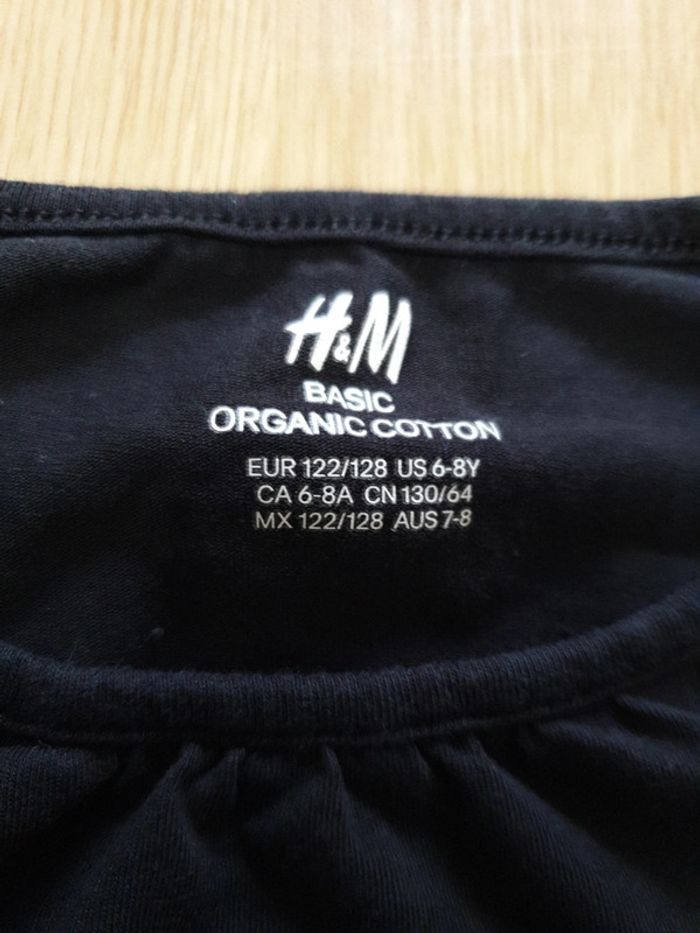 H&M
BASIC
ORGANIC COTTON
EUR 122/128 US 6-8Y
CA 6-8A CN 130/64
MX 122/128 AUS 7-8